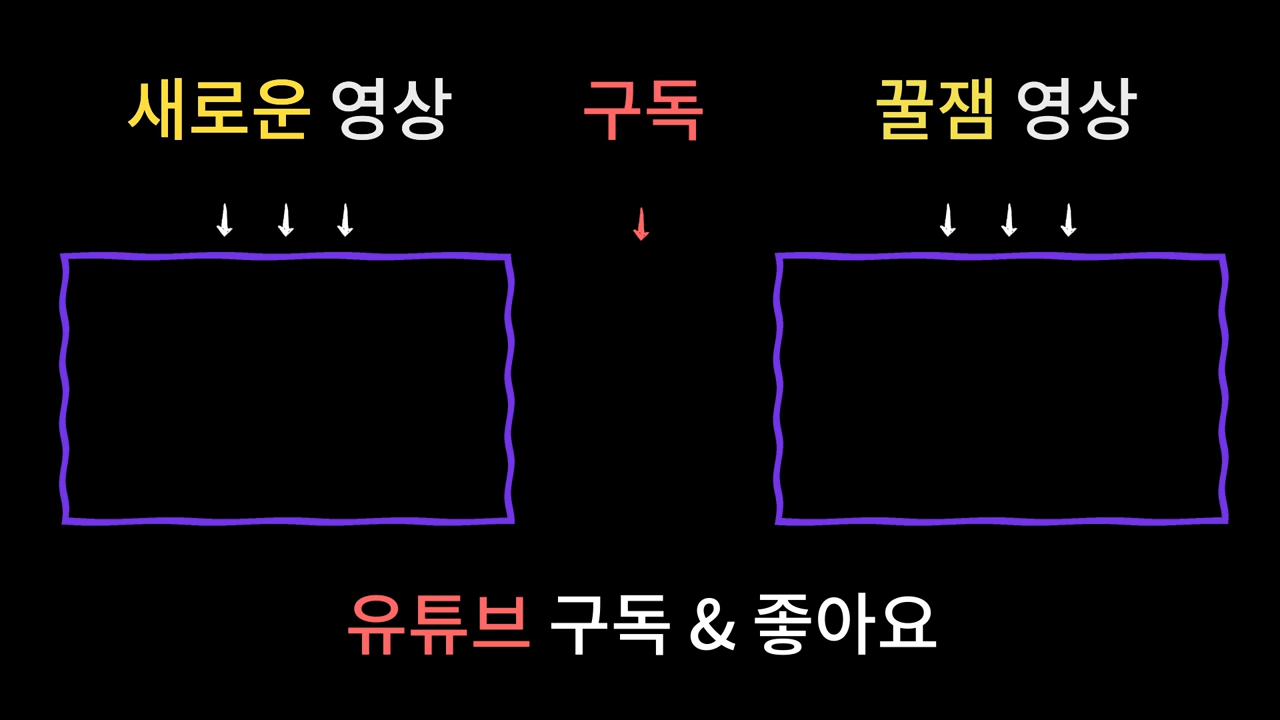 새로운 영상
구독
꿀잼 영상
유튜브 구독 & 좋아요